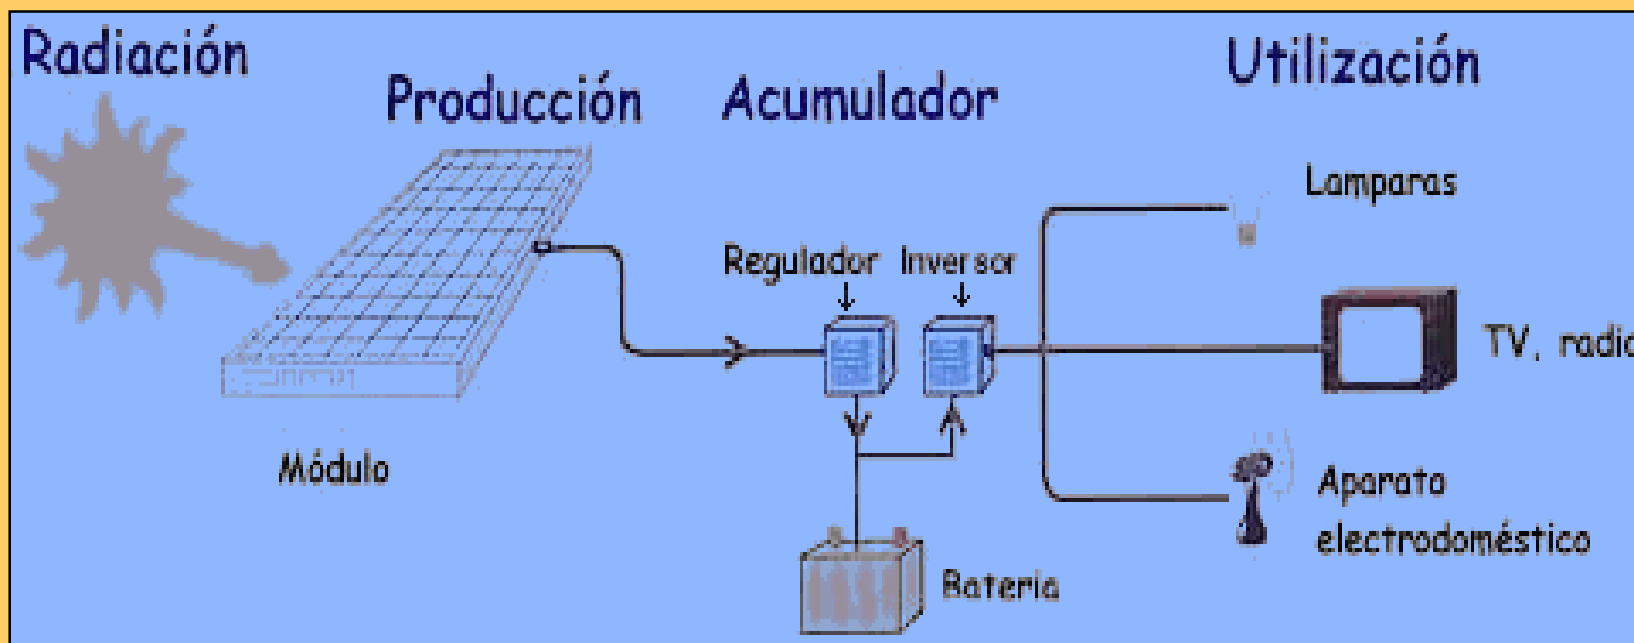 Radiación
Producción
Acumulador
Utilización
Lamparas
Regulador
Inversor
TV, radio
Módulo
Aparato
electrodoméstico
Bateria